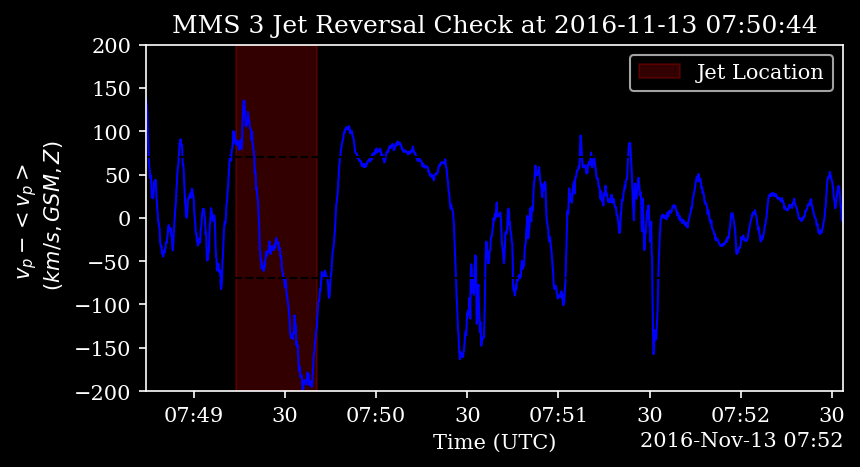 MMS 3 Jet Reversal Check at 2016-11-13 07:50:44
Jet Location
v_p − <v_p>
(km/s, GSM, Z)
200
150
100
50
0
−50
−100
−150
−200
07:49 30 07:50 30 07:51 30 07:52 30
Time (UTC)
2016-Nov-13 07:52